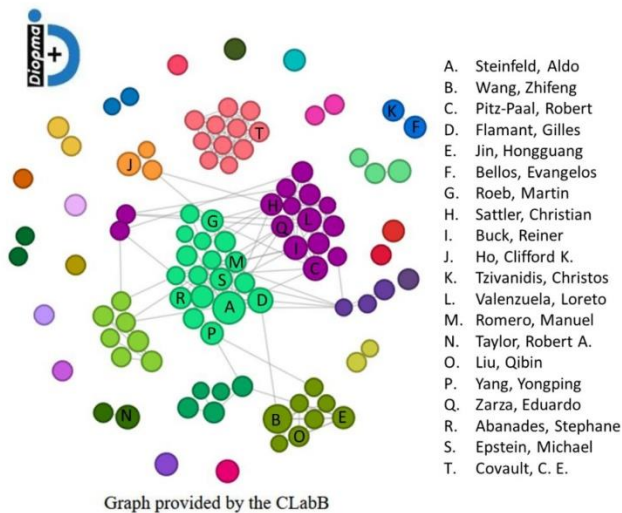 Diopma
D+
K
F
T
J
H
L
G
Q
I
M
C
S
R
A
D
P
N
B
E
O
A. Steinfeld, Aldo
B. Wang, Zhifeng
C. Pitz-Paal, Robert
D. Flamant, Gilles
E. Jin, Hongguang
F. Bellos, Evangelos
G. Roeb, Martin
H. Sattler, Christian
I. Buck, Reiner
J. Ho, Clifford K.
K. Tzivanidis, Christos
L. Valenzuela, Loreto
M. Romero, Manuel
N. Taylor, Robert A.
O. Liu, Qibin
P. Yang, Yongping
Q. Zarza, Eduardo
R. Abanades, Stephane
S. Epstein, Michael
T. Covault, C. E.
Graph provided by the CLabB